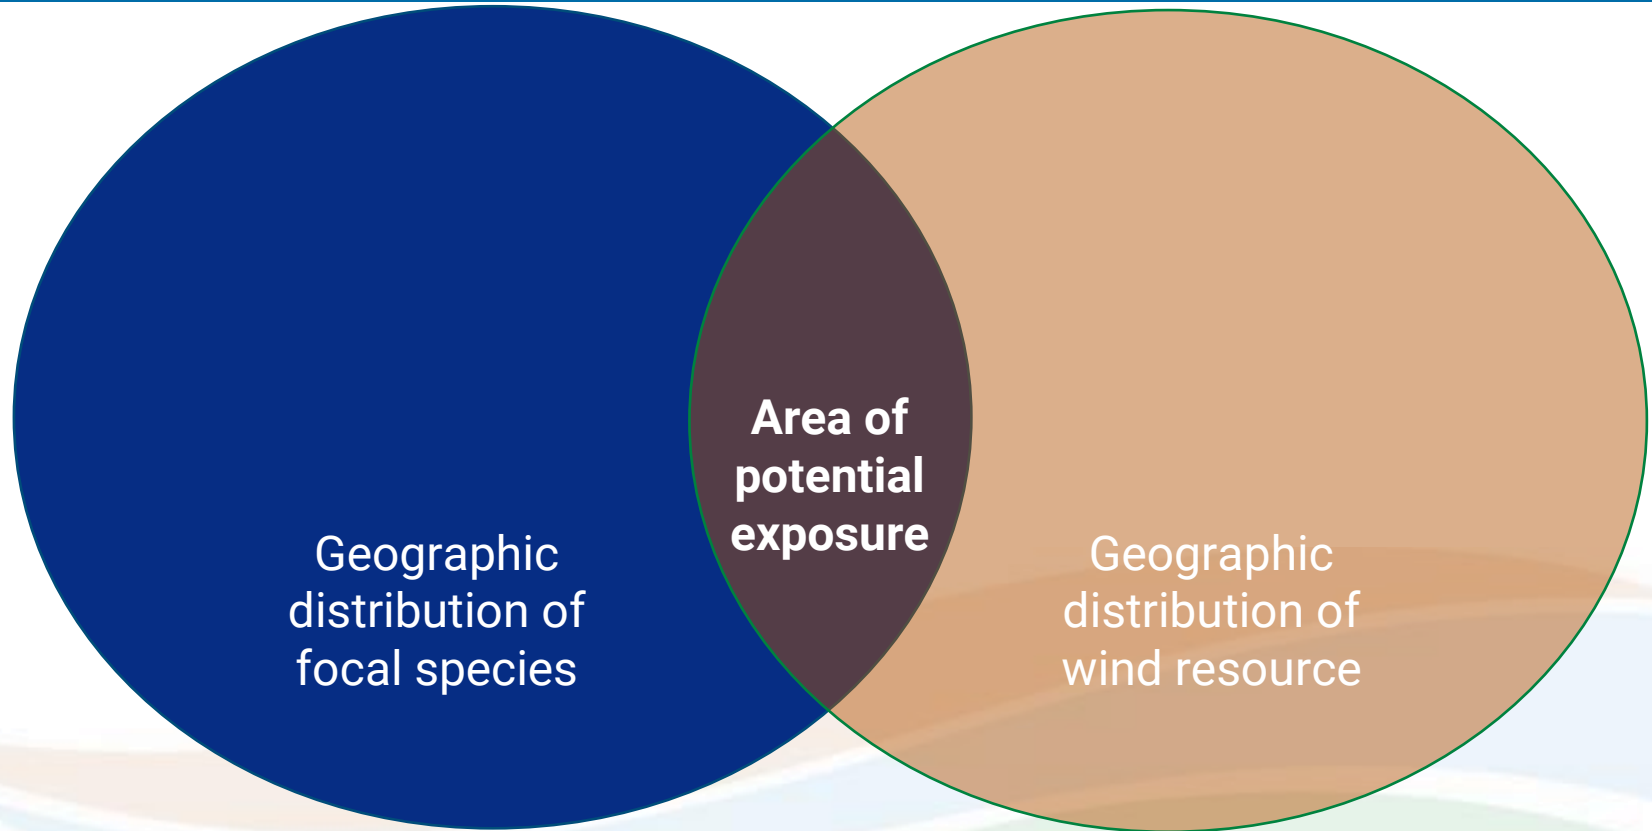 Geographic
distribution of
focal species
Area of
potential
exposure
Geographic
distribution of
wind resource